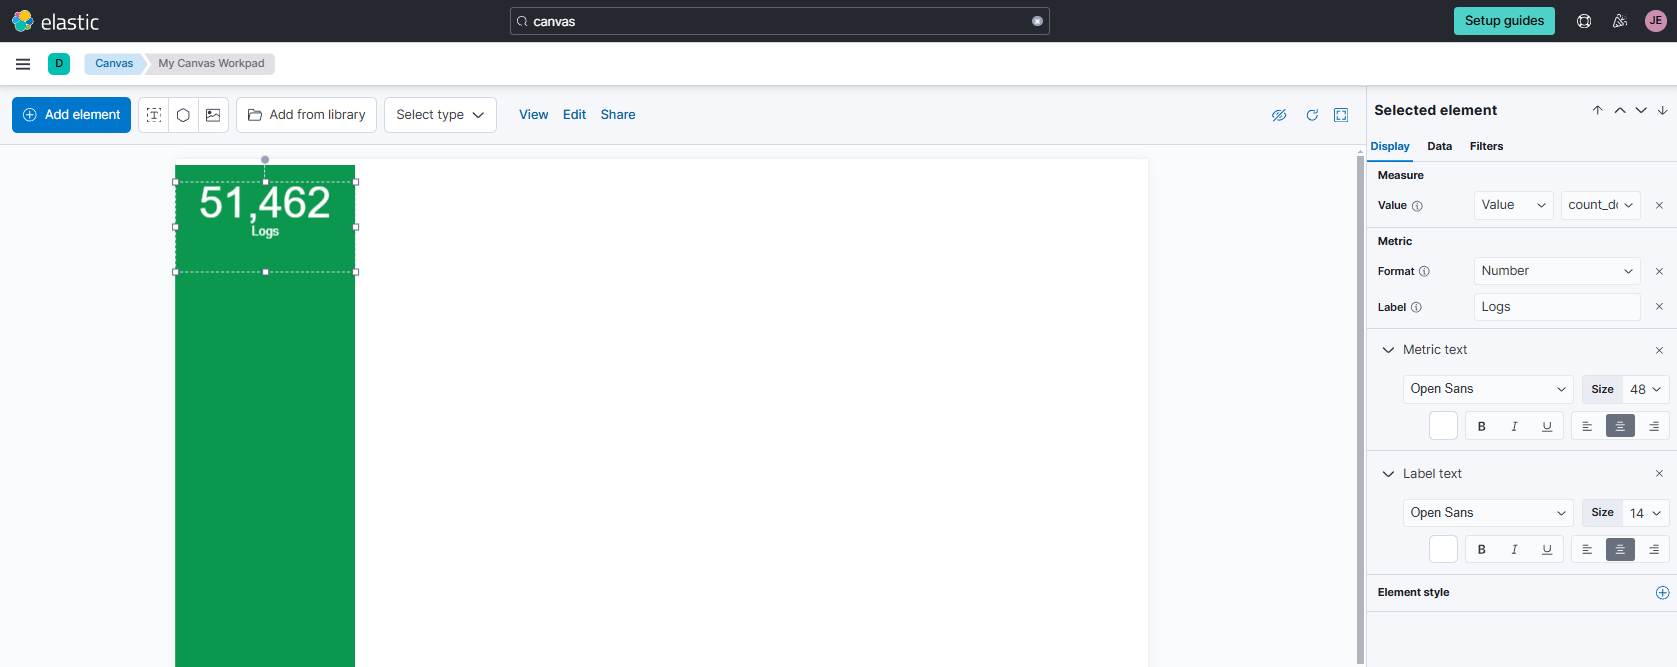 elastic
canvas
Setup guides
JE
D
Canvas
My Canvas Workpad
Add element
T
Add from library
Select type
View
Edit
Share
51,462
Logs
Selected element
Display
Data
Filters
Measure
Value
Value
count_do
Metric
Format
Number
Label
Logs
Metric text
Open Sans
Size
48
B
I
U
Label text
Open Sans
Size
14
B
I
U
Element style